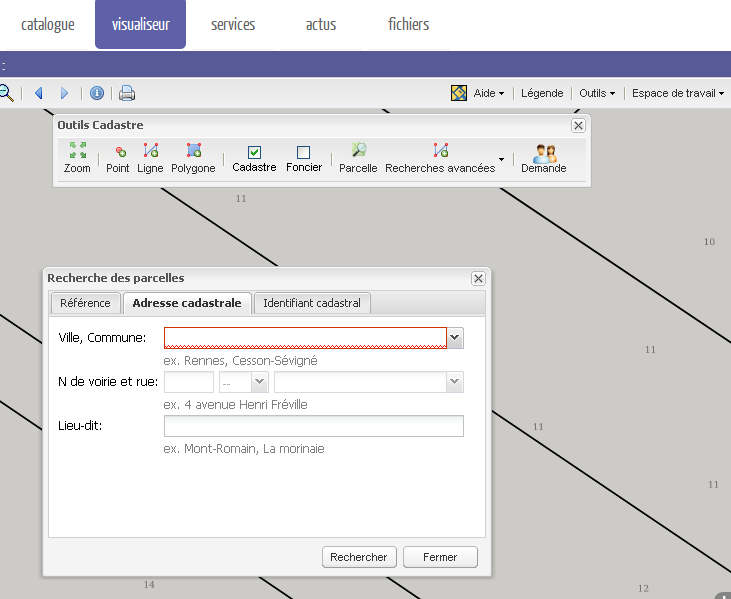 catalogue visualiseur services actus fichiers
:
Aide Légende Outils Espace de travail
Outils Cadastre
Zoom Point Ligne Polygone Cadastre Foncier Parcelle Recherches avancées Demande
11
10
Recherche des parcelles
Référence Adresse cadastrale Identifiant cadastral
Ville, Commune:
ex. Rennes, Cesson-Sévigné
11
N de voirie et rue: --
ex. 4 avenue Henri Fréville
Lieu-dit:
11
ex. Mont-Romain, La morinaie
11
Rechercher Fermer
14
12